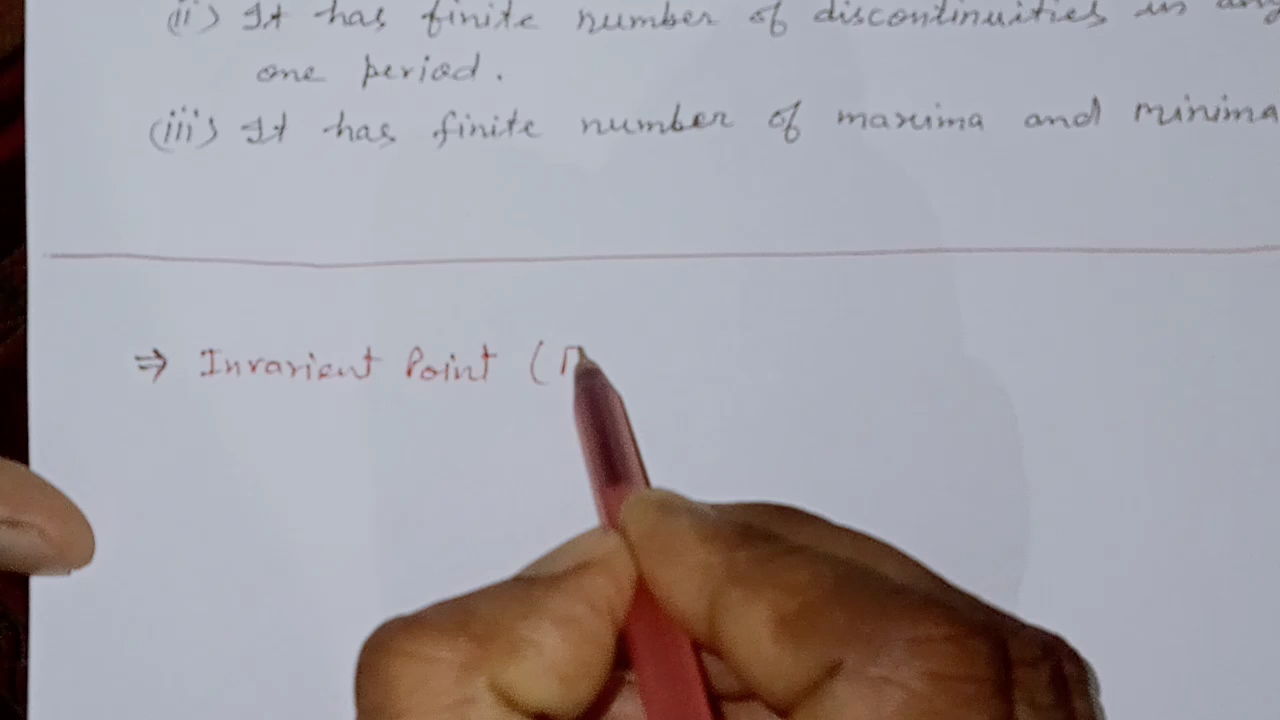 (ii) It has finite number of discontinuities in any
one period.
(iii) It has finite number of maxima and minima
⇒ Invarient Point (